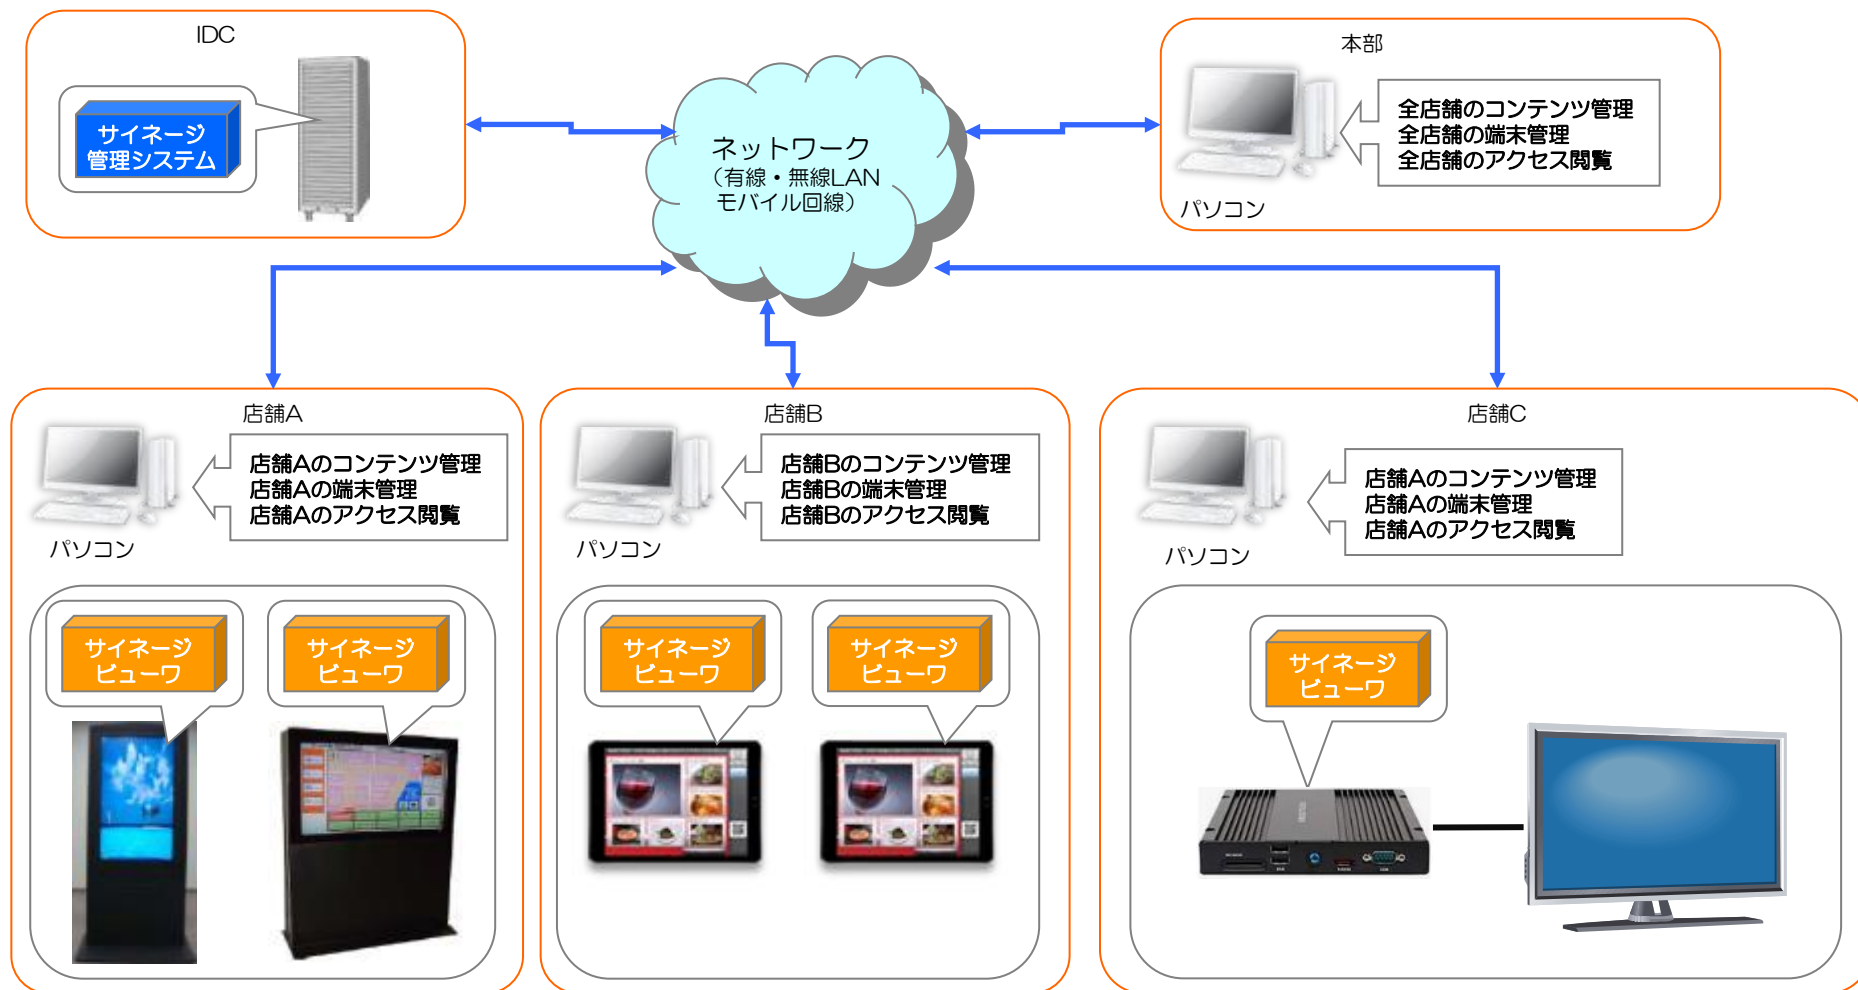 IDC
サイネージ
管理システム
ネットワーク
（有線・無線LAN
モバイル回線）
本部
全店舗のコンテンツ管理
全店舗の端末管理
全店舗のアクセス閲覧
パソコン
店舗A
店舗Aのコンテンツ管理
店舗Aの端末管理
店舗Aのアクセス閲覧
パソコン
サイネージ
ビューワ
サイネージ
ビューワ
店舗B
店舗Bのコンテンツ管理
店舗Bの端末管理
店舗Bのアクセス閲覧
パソコン
サイネージ
ビューワ
サイネージ
ビューワ
店舗C
店舗Aのコンテンツ管理
店舗Aの端末管理
店舗Aのアクセス閲覧
パソコン
サイネージ
ビューワ